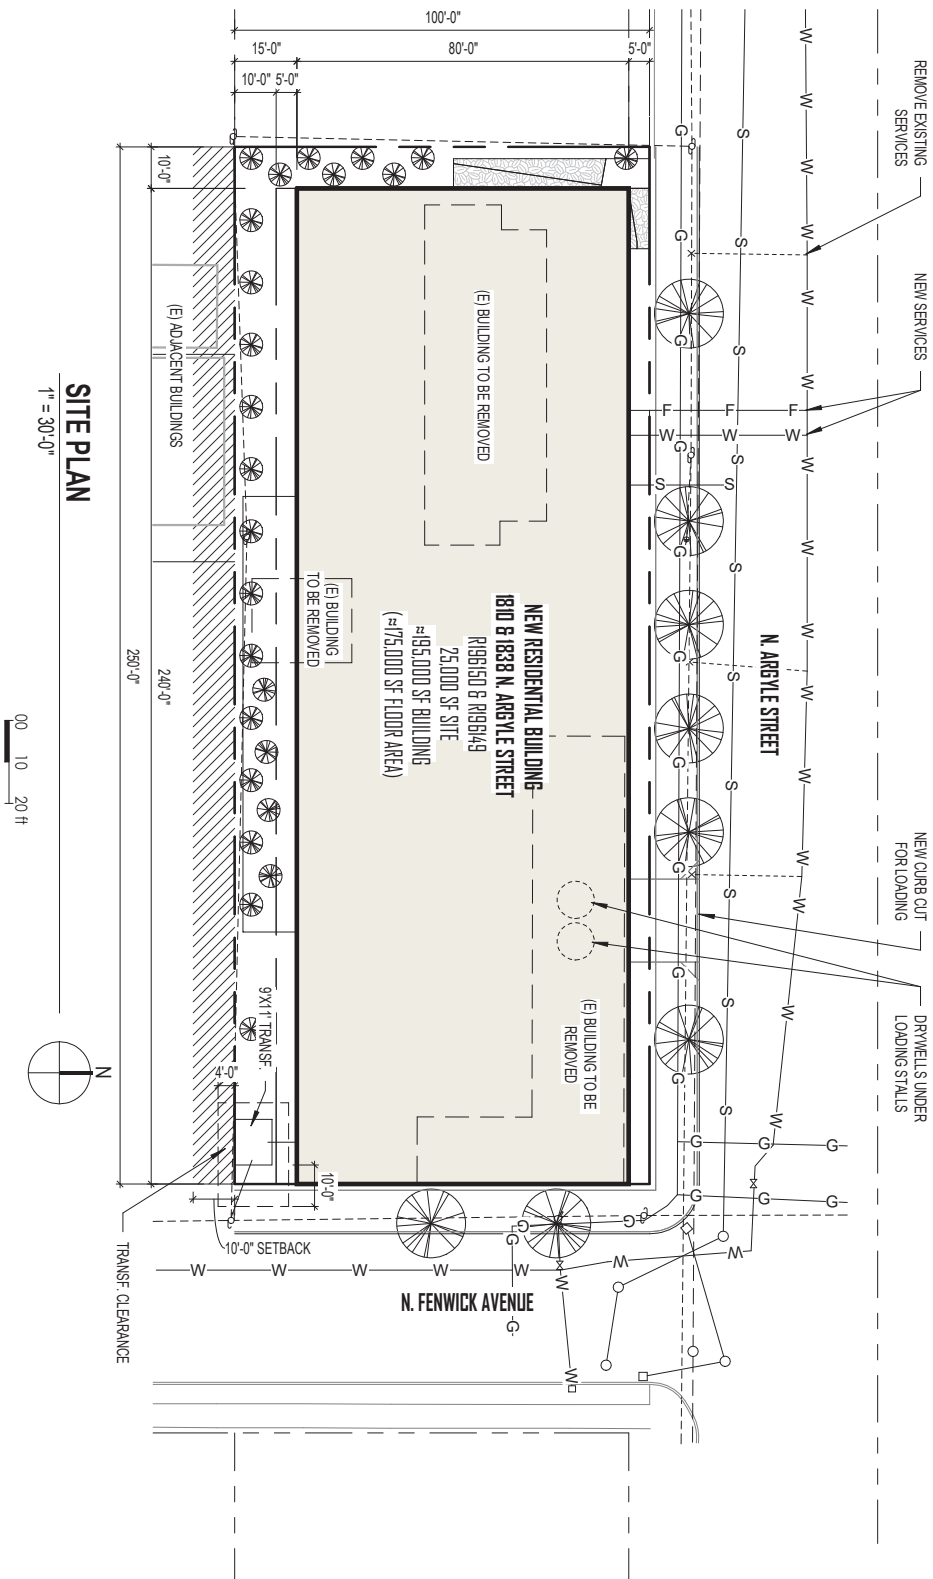 100'-0"
15'-0"
80'-0"
5'-0"
10'-0"
5'-0"
REMOVE EXISTING
SERVICES
NEW SERVICES
N. ARGYLE STREET
NEW CURB CUT
FOR LOADING
DRYWELLS UNDER
LOADING STALLS
10'-0"
240'-0"
250'-0"
(E) ADJACENT BUILDINGS
(E) BUILDING TO BE REMOVED
(E) BUILDING
TO BE REMOVED
NEW RESIDENTIAL BUILDING
1810 & 1838 N. ARGYLE STREET
R196150 & R196149
25,000 SF SITE
±195,000 SF BUILDING
(±175,000 SF FLOOR AREA)
(E) BUILDING TO BE
REMOVED
9'X11' TRANSF.
4'-0"
10'-0"
10'-0" SETBACK
TRANSF. CLEARANCE
N. FENWICK AVENUE
W W W W W W W W W W W W W
S S S S S S S S S
G G G G G G G G G
F F F
W W W
S S
G G G
G G G
G G G G
W W W W W W W
W W
SITE PLAN
1" = 30'-0"
00 10 20 ft
N